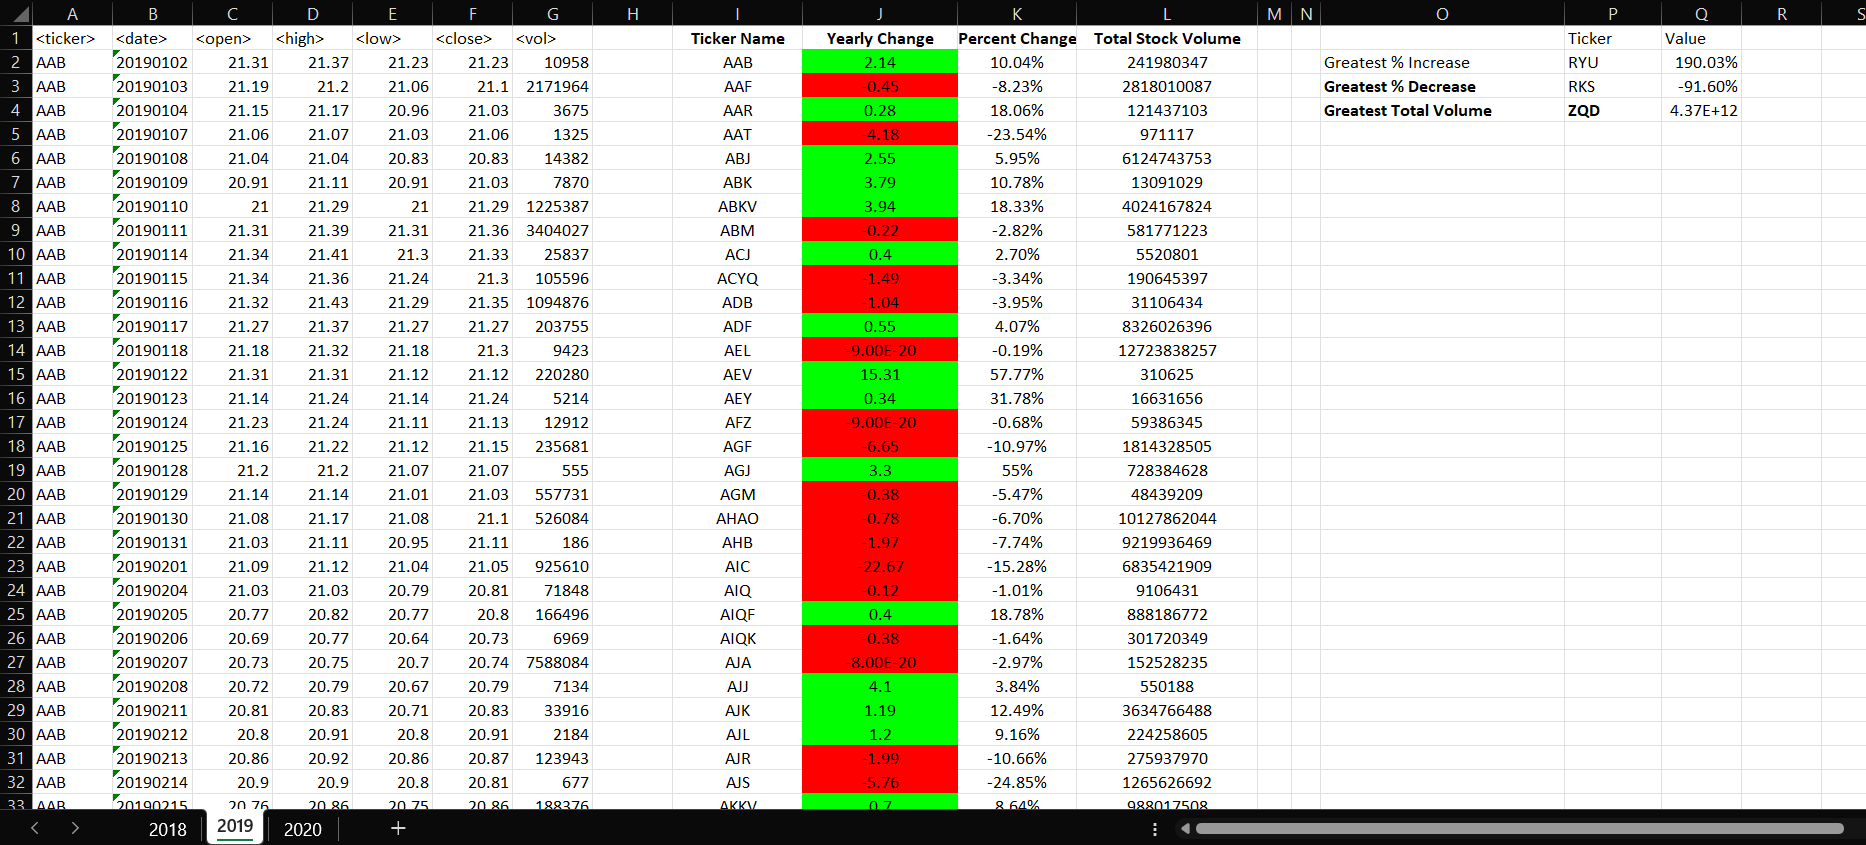 A B C D E F G H I J K L M N O P Q R S
1 <ticker> <date> <open> <high> <low> <close> <vol> Ticker Name Yearly Change Percent Change Total Stock Volume Ticker Value
2 AAB 20190102 21.31 21.37 21.23 21.23 10958 AAB 2.14 10.04% 241980347 Greatest % Increase RYU 190.03%
3 AAB 20190103 21.19 21.2 21.06 21.1 2171964 AAF -0.45 -8.23% 2818010087 Greatest % Decrease RKS -91.60%
4 AAB 20190104 21.15 21.17 20.96 21.03 3675 AAR 0.28 18.06% 121437103 Greatest Total Volume ZQD 4.37E+12
5 AAB 20190107 21.06 21.07 21.03 21.06 1325 AAT -4.18 -23.54% 971117
6 AAB 20190108 21.04 21.04 20.83 20.83 14382 ABJ 2.55 5.95% 6124743753
7 AAB 20190109 20.91 21.11 20.91 21.03 7870 ABK 3.79 10.78% 13091029
8 AAB 20190110 21 21.29 21 21.29 1225387 ABKV 3.94 18.33% 4024167824
9 AAB 20190111 21.31 21.39 21.31 21.36 3404027 ABM -0.22 -2.82% 581771223
10 AAB 20190114 21.34 21.41 21.3 21.33 25837 ACJ 0.4 2.70% 5520801
11 AAB 20190115 21.34 21.36 21.24 21.3 105596 ACYQ -1.49 -3.34% 190645397
12 AAB 20190116 21.32 21.43 21.29 21.35 1094876 ADB -1.04 -3.95% 31106434
13 AAB 20190117 21.27 21.37 21.27 21.27 203755 ADF 0.55 4.07% 8326026396
14 AAB 20190118 21.18 21.32 21.18 21.3 9423 AEL -9.00E-20 -0.19% 12723838257
15 AAB 20190122 21.31 21.31 21.12 21.12 220280 AEV 15.31 57.77% 310625
16 AAB 20190123 21.14 21.24 21.14 21.24 5214 AEY 0.34 31.78% 16631656
17 AAB 20190124 21.23 21.24 21.11 21.13 12912 AFZ -9.00E-20 -0.68% 59386345
18 AAB 20190125 21.16 21.22 21.12 21.15 235681 AGF -6.65 -10.97% 1814328505
19 AAB 20190128 21.2 21.2 21.07 21.07 555 AGJ 3.3 55% 728384628
20 AAB 20190129 21.14 21.14 21.01 21.03 557731 AGM -0.38 -5.47% 48439209
21 AAB 20190130 21.08 21.17 21.08 21.1 526084 AHAO -0.78 -6.70% 10127862044
22 AAB 20190131 21.03 21.11 20.95 21.11 186 AHB -1.97 -7.74% 9219936469
23 AAB 20190201 21.09 21.12 21.04 21.05 925610 AIC -22.67 -15.28% 6835421909
24 AAB 20190204 21.03 21.03 20.79 20.81 71848 AIQ -0.12 -1.01% 9106431
25 AAB 20190205 20.77 20.82 20.77 20.8 166496 AIQF 0.4 18.78% 888186772
26 AAB 20190206 20.69 20.77 20.64 20.73 6969 AIQK -0.38 -1.64% 301720349
27 AAB 20190207 20.73 20.75 20.7 20.74 7588084 AJA -8.00E-20 -2.97% 152528235
28 AAB 20190208 20.72 20.79 20.67 20.79 7134 AJJ 4.1 3.84% 550188
29 AAB 20190211 20.81 20.83 20.71 20.83 33916 AJK 1.19 12.49% 3634766488
30 AAB 20190212 20.8 20.91 20.8 20.91 2184 AJL 1.2 9.16% 224258605
31 AAB 20190213 20.86 20.92 20.86 20.87 123943 AJR -1.99 -10.66% 275937970
32 AAB 20190214 20.9 20.9 20.8 20.81 677 AJS -5.76 -24.85% 1265626692
33 AAB 20190215 20.76 20.86 20.75 20.86 188376 AKKV 0.7 8.64% 988017508
2018 2019 2020 +